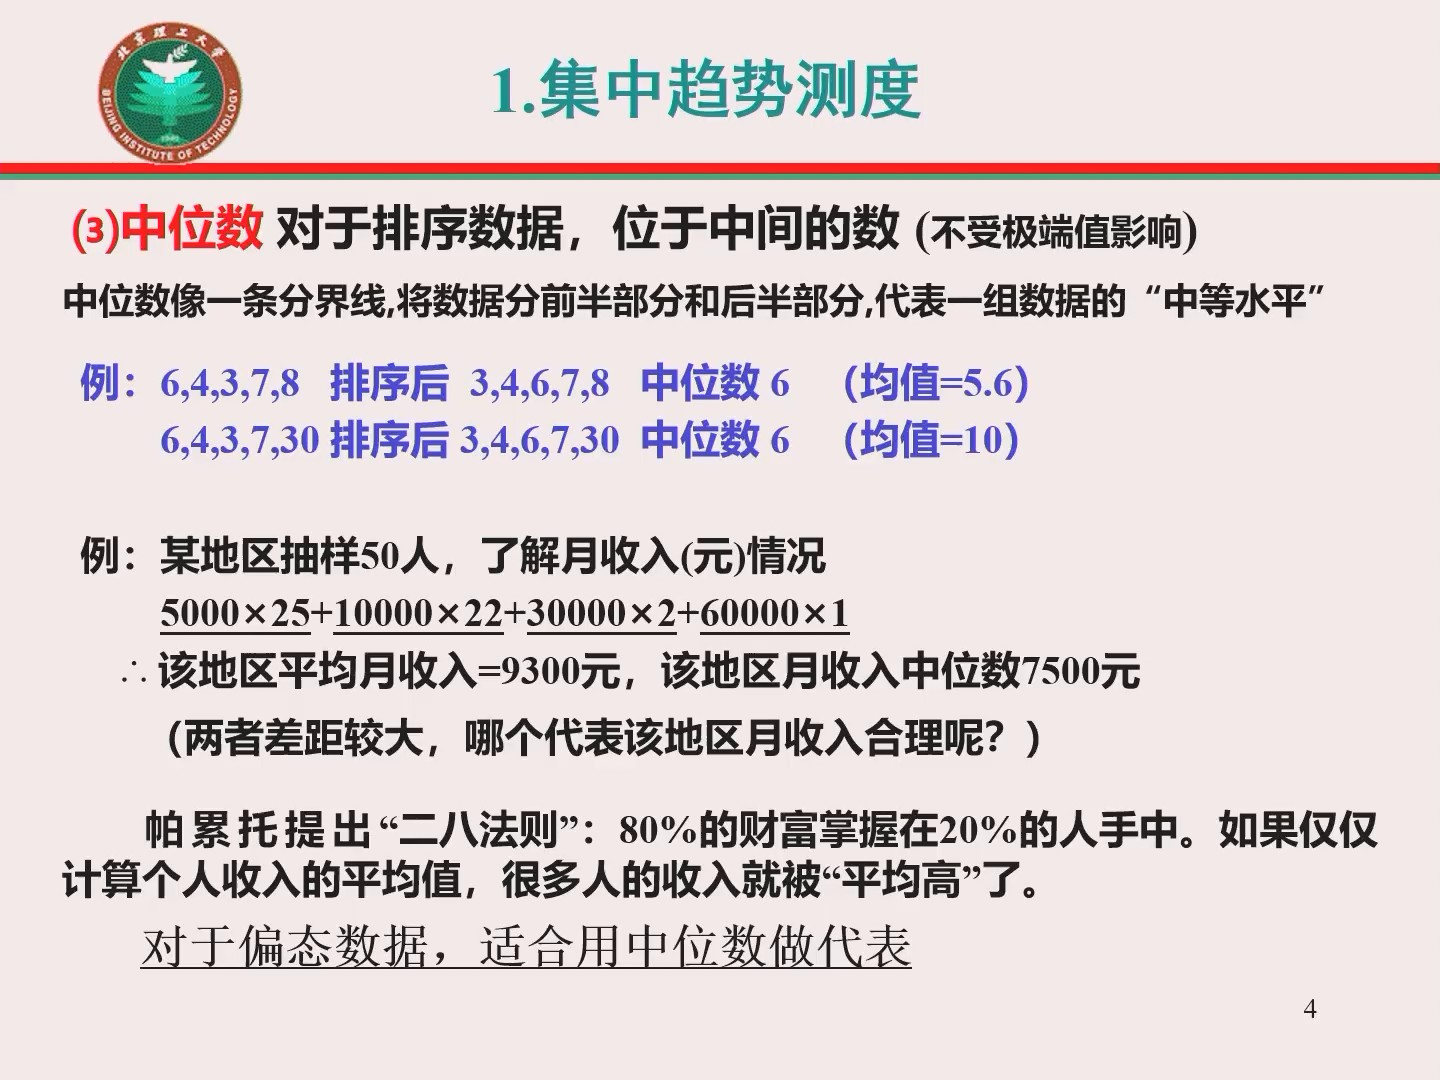 北京理工大学
BEIJING INSTITUTE OF TECHNOLOGY
1940
1.集中趋势测度
(3)中位数 对于排序数据，位于中间的数 (不受极端值影响)
中位数像一条分界线,将数据分前半部分和后半部分,代表一组数据的“中等水平”
例：6,4,3,7,8 排序后 3,4,6,7,8 中位数 6 （均值=5.6）
6,4,3,7,30 排序后 3,4,6,7,30 中位数 6 （均值=10）
例：某地区抽样50人，了解月收入(元)情况
5000×25+10000×22+30000×2+60000×1
∴ 该地区平均月收入=9300元，该地区月收入中位数7500元
（两者差距较大，哪个代表该地区月收入合理呢？）
帕累托提出“二八法则”：80%的财富掌握在20%的人手中。如果仅仅
计算个人收入的平均值，很多人的收入就被“平均高”了。
对于偏态数据，适合用中位数做代表
4